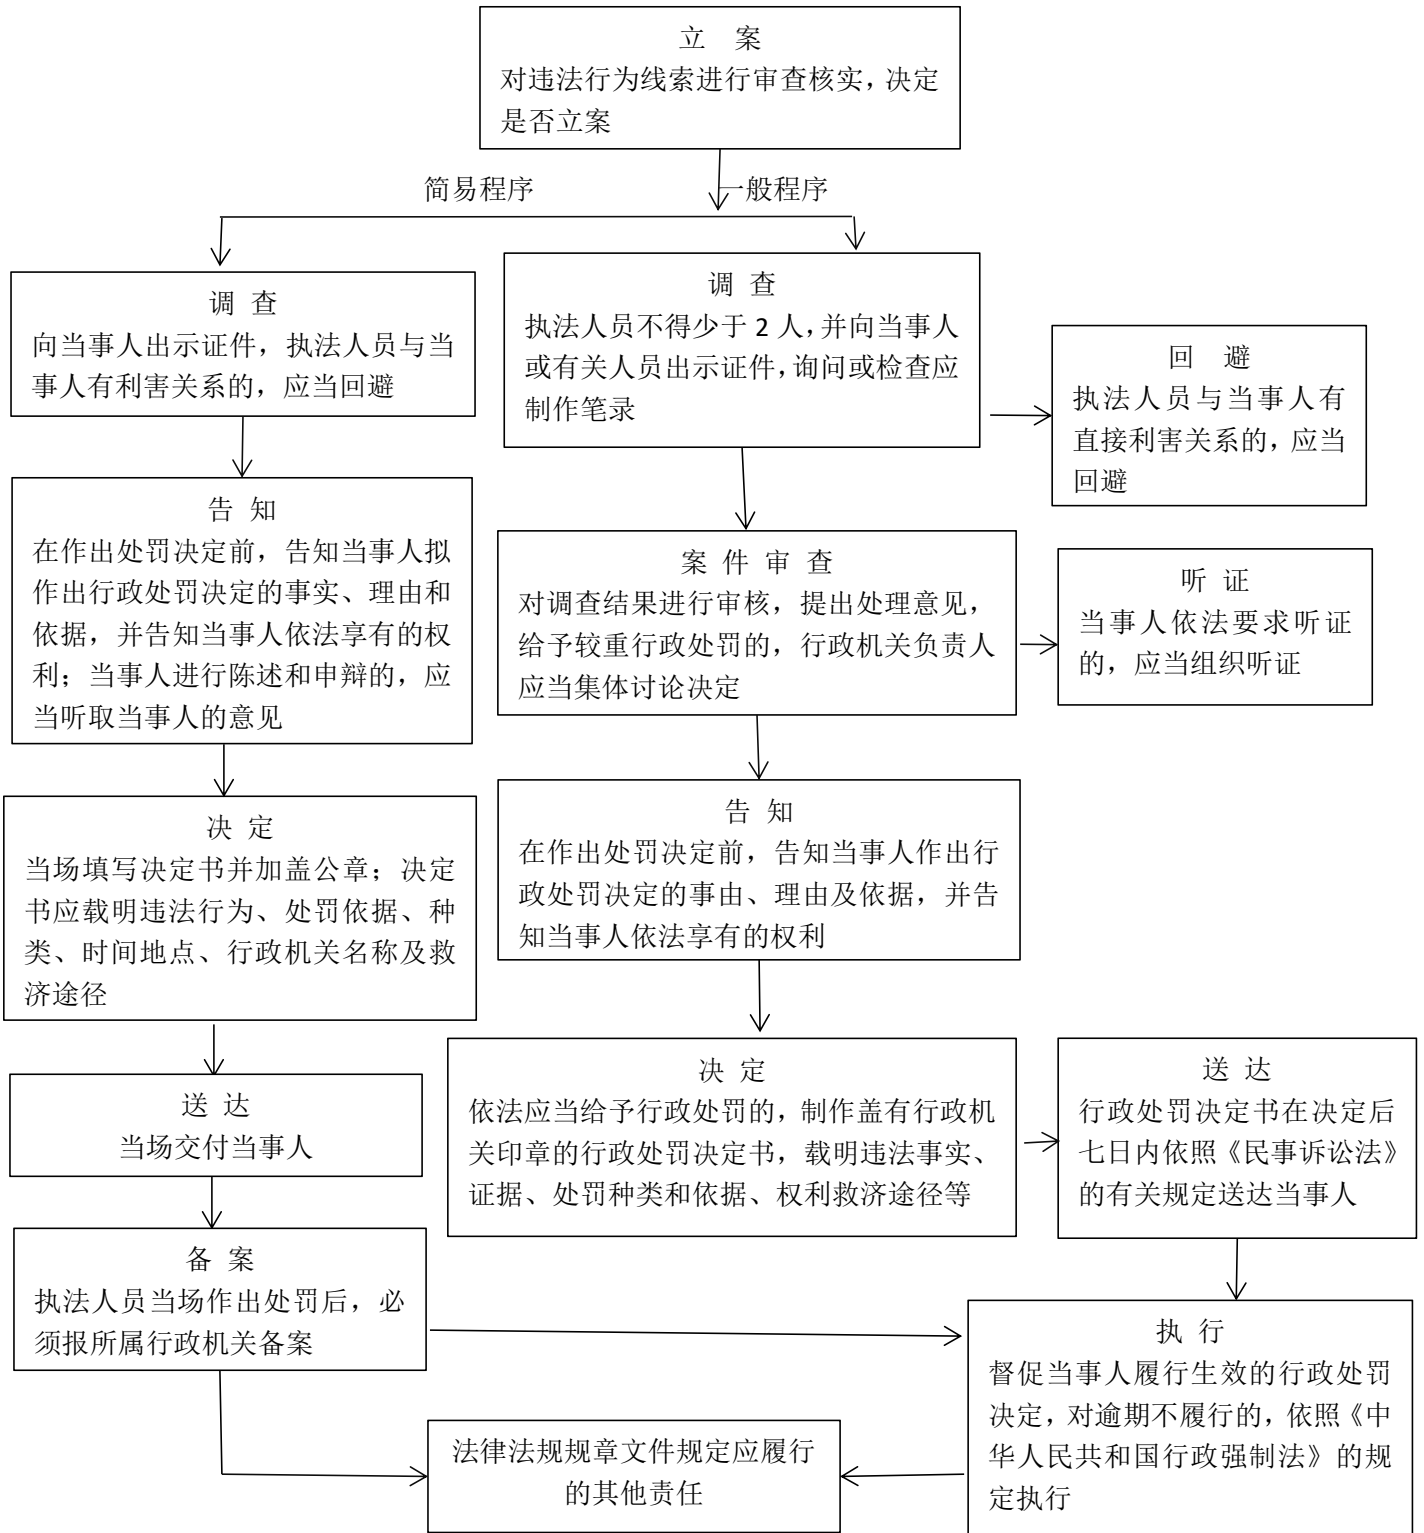 立 案
对违法行为线索进行审查核实，决定
是否立案
简易程序
一般程序
调 查
向当事人出示证件，执法人员与当
事人有利害关系的，应当回避
调 查
执法人员不得少于 2 人，并向当事人
或有关人员出示证件，询问或检查应
制作笔录
回 避
执法人员与当事人有
直接利害关系的，应当
回避
告 知
在作出处罚决定前，告知当事人拟
作出行政处罚决定的事实、理由和
依据，并告知当事人依法享有的权
利；当事人进行陈述和申辩的，应
当听取当事人的意见
案 件 审 查
对调查结果进行审核，提出处理意见，
给予较重行政处罚的，行政机关负责人
应当集体讨论决定
听 证
当事人依法要求听证
的，应当组织听证
决 定
当场填写决定书并加盖公章；决定
书应载明违法行为、处罚依据、种
类、时间地点、行政机关名称及救
济途径
告 知
在作出处罚决定前，告知当事人作出行
政处罚决定的事由、理由及依据，并告
知当事人依法享有的权利
送 达
当场交付当事人
决 定
依法应当给予行政处罚的，制作盖有行政机
关印章的行政处罚决定书，载明违法事实、
证据、处罚种类和依据、权利救济途径等
送 达
行政处罚决定书在决定后
七日内依照《民事诉讼法》
的有关规定送达当事人
备 案
执法人员当场作出处罚后，必
须报所属行政机关备案
执 行
督促当事人履行生效的行政处罚
决定，对逾期不履行的，依照《中
华人民共和国行政强制法》的规
定执行
法律法规规章文件规定应履行
的其他责任